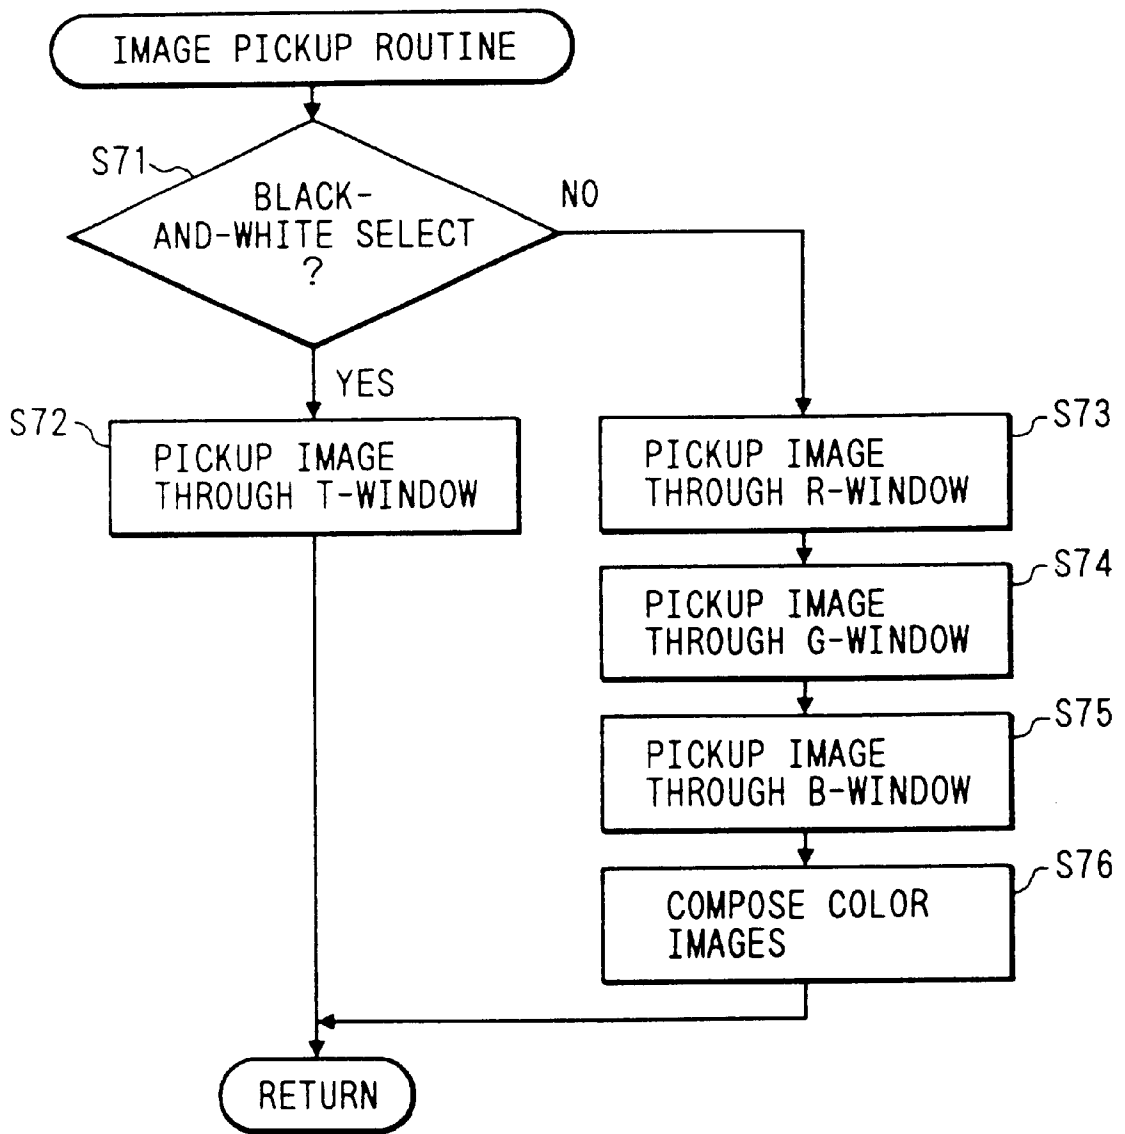 IMAGE PICKUP ROUTINE
S71
BLACK-
AND-WHITE SELECT
?
NO
YES
S72
PICKUP IMAGE
THROUGH T-WINDOW
S73
PICKUP IMAGE
THROUGH R-WINDOW
S74
PICKUP IMAGE
THROUGH G-WINDOW
S75
PICKUP IMAGE
THROUGH B-WINDOW
S76
COMPOSE COLOR
IMAGES
RETURN